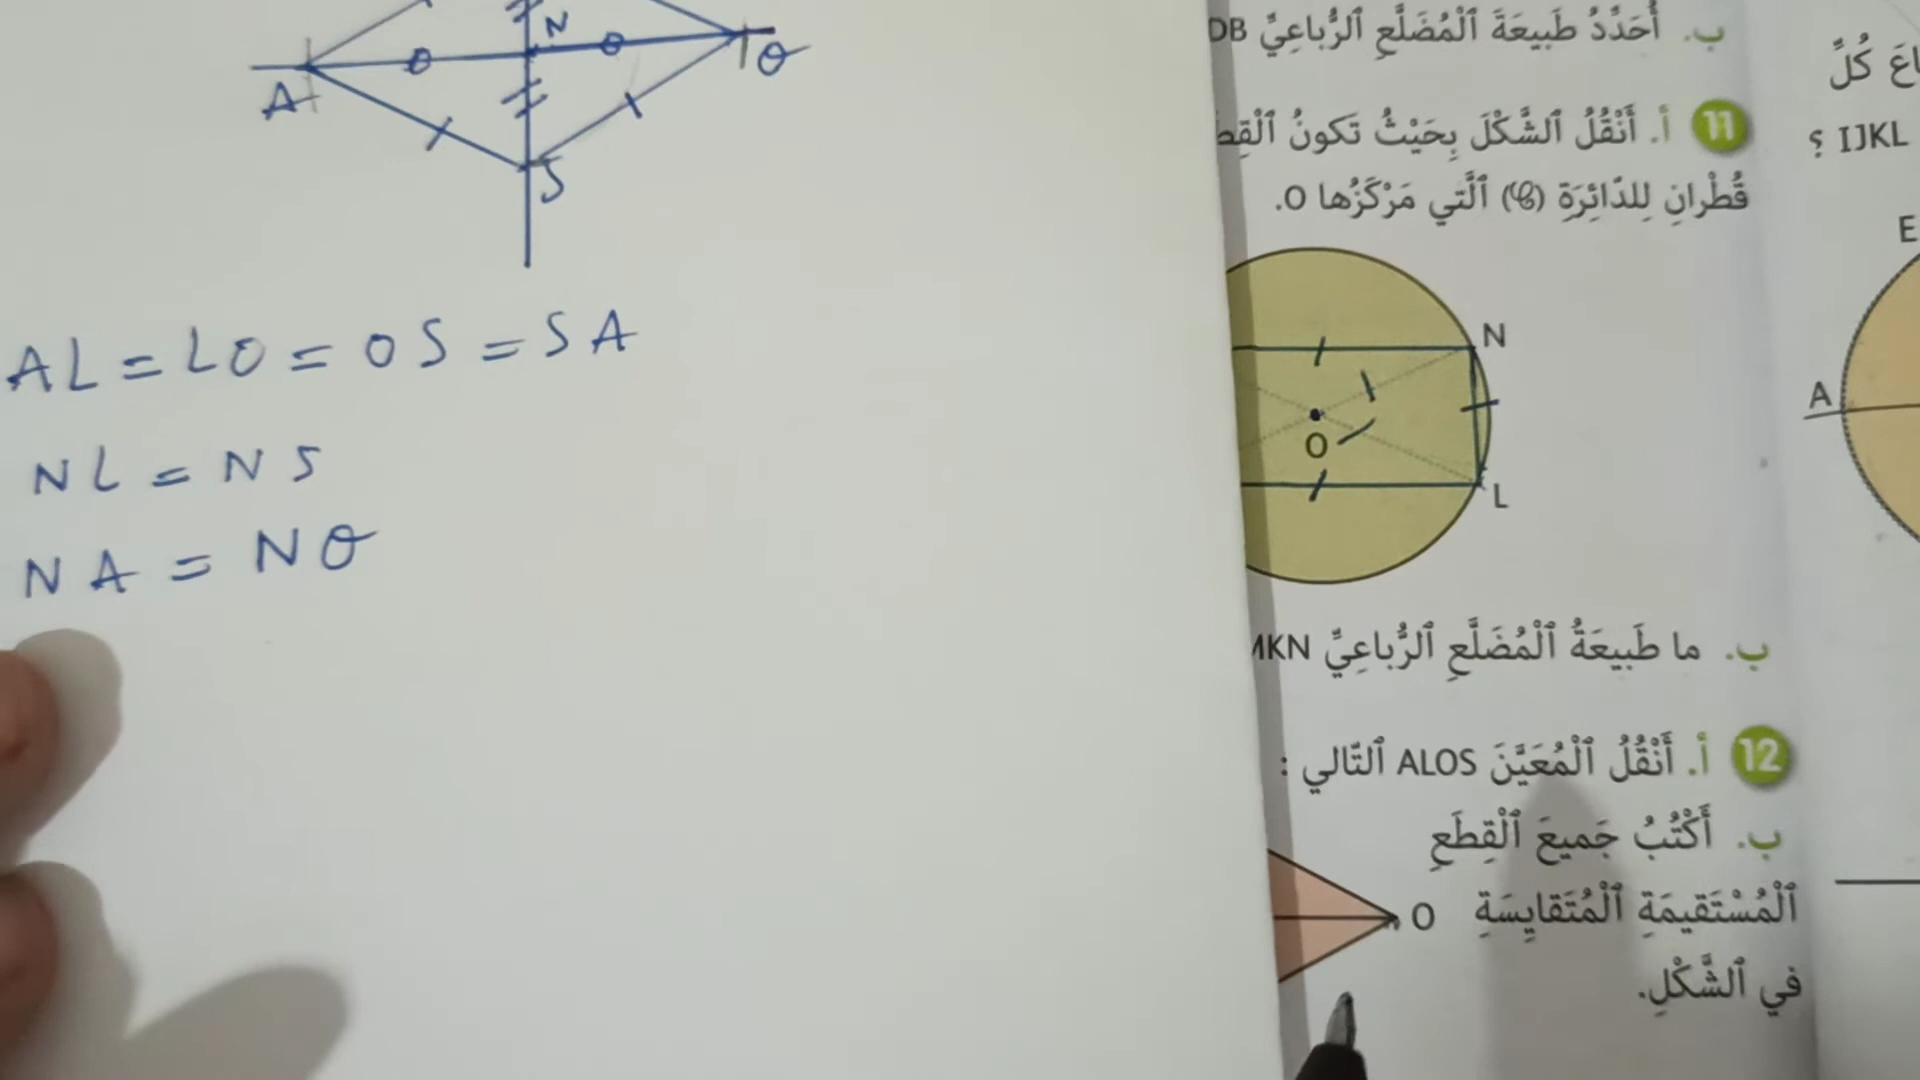 N
A
O
S
AL = LO = OS = SA
NL = NS
NA = NO
ب. أُحَدِّدُ طَبيعَةَ ٱلْمُضَلَّعِ ٱلرُّباعِيِّ DB
11 أ. أَنْقُلُ ٱلشَّكْلَ بِحَيْثُ تَكونُ
قُطْرانِ لِلدّائِرَةِ (𝒞) ٱلَّتي مَرْكَزُها O.
N
O
L
ب. ما طَبيعَةُ ٱلْمُضَلَّعِ ٱلرُّباعِيِّ MKN
12 أ. أَنْقُلُ ٱلْمُعَيَّنَ ALOS ٱلتّالي :
ب. أَكْتُبُ جَميعَ ٱلْقِطَعِ
ٱلْمُسْتَقيمَةِ ٱلْمُتَقايِسَةِ
في ٱلشَّكْلِ.
O
كُلِّ
IJKL ؟
E
A